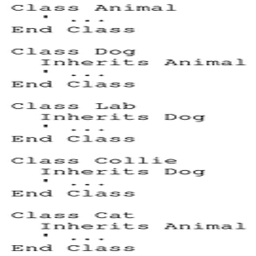 Class Animal
' ...
End Class
Class Dog
Inherits Animal
' ...
End Class
Class Lab
Inherits Dog
' ...
End Class
Class Collie
Inherits Dog
' ...
End Class
Class Cat
Inherits Animal
' ...
End Class